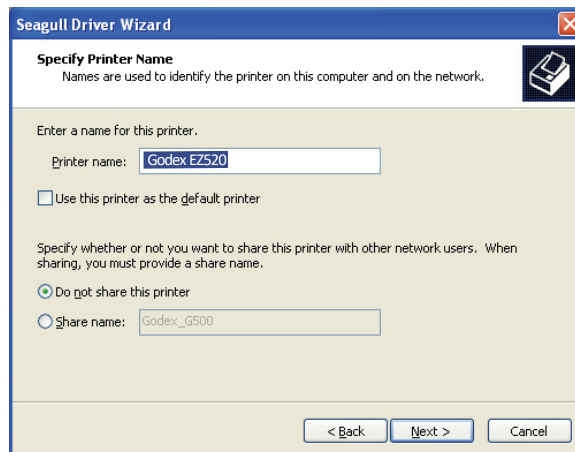 Seagull Driver Wizard
Specify Printer Name
Names are used to identify the printer on this computer and on the network.
Enter a name for this printer.
Printer name: Godex EZ520
Use this printer as the default printer
Specify whether or not you want to share this printer with other network users. When
sharing, you must provide a share name.
Do not share this printer
Share name: Godex_G500
< Back Next > Cancel